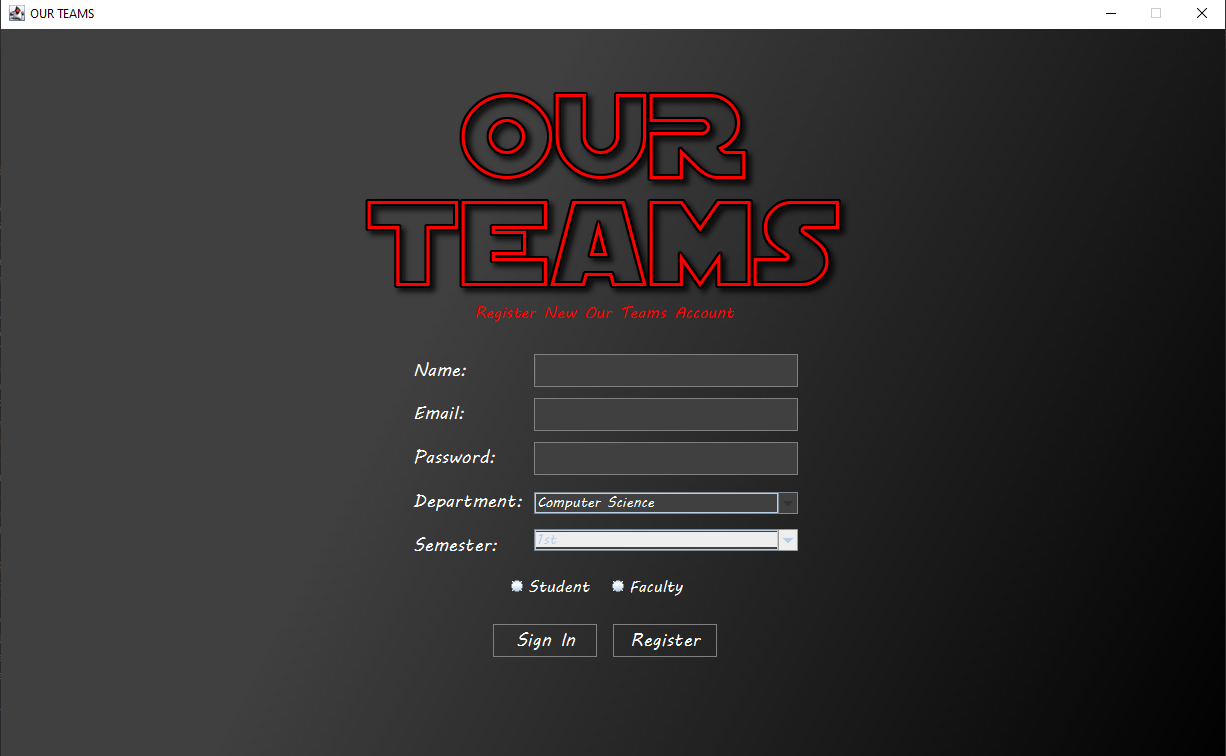 OUR TEAMS
OUR
TEAMS
Register New Our Teams Account
Name:
Email:
Password:
Department: Computer Science
Semester: 1st
Student Faculty
Sign In Register